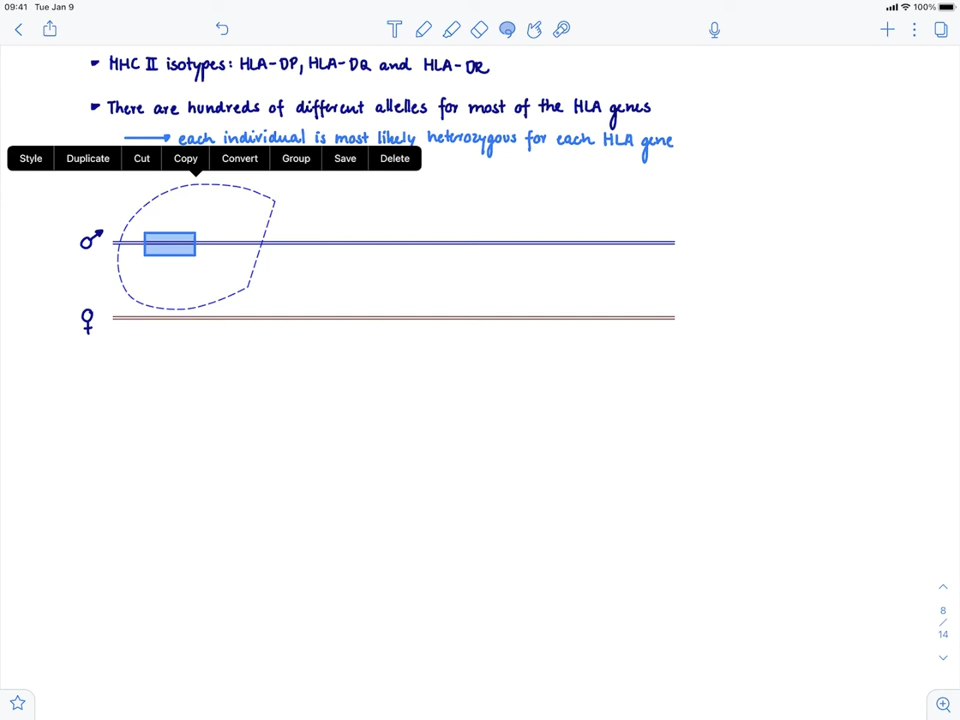 09:41 Tue Jan 9 100%
MHC II isotypes: HLA-DP, HLA-DQ and HLA-DR
There are hundreds of different allelles for most of the HLA genes
each individual is most likely heterozygous for each HLA gene
Style Duplicate Cut Copy Convert Group Save Delete
♂
♀
8
/
14